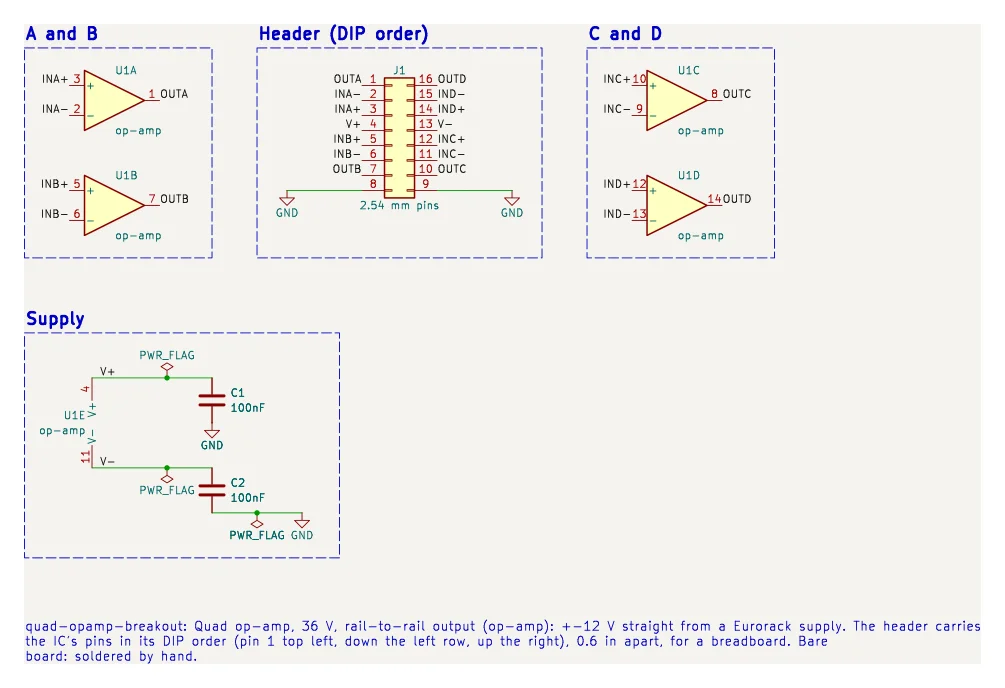 A and B
U1A
INA+ 3
+
1 OUTA
INA- 2
-
op-amp
U1B
INB+ 5
+
7 OUTB
INB- 6
-
op-amp
Header (DIP order)
J1
OUTA 1 16 OUTD
INA- 2 15 IND-
INA+ 3 14 IND+
V+ 4 13 V-
INB+ 5 12 INC+
INB- 6 11 INC-
OUTB 7 10 OUTC
8 9
GND GND
2.54 mm pins
C and D
U1C
INC+ 10
+
8 OUTC
INC- 9
-
op-amp
U1D
IND+ 12
+
14 OUTD
IND- 13
-
op-amp
Supply
PWR_FLAG
V+
4
C1
100nF
V+
U1E
op-amp
V-
GND
11
V-
PWR_FLAG
C2
100nF
PWR_FLAG GND
quad-opamp-breakout: Quad op-amp, 36 V, rail-to-rail output (op-amp): +-12 V straight from a Eurorack supply. The header carries
the IC's pins in its DIP order (pin 1 top left, down the left row, up the right), 0.6 in apart, for a breadboard. Bare
board: soldered by hand.